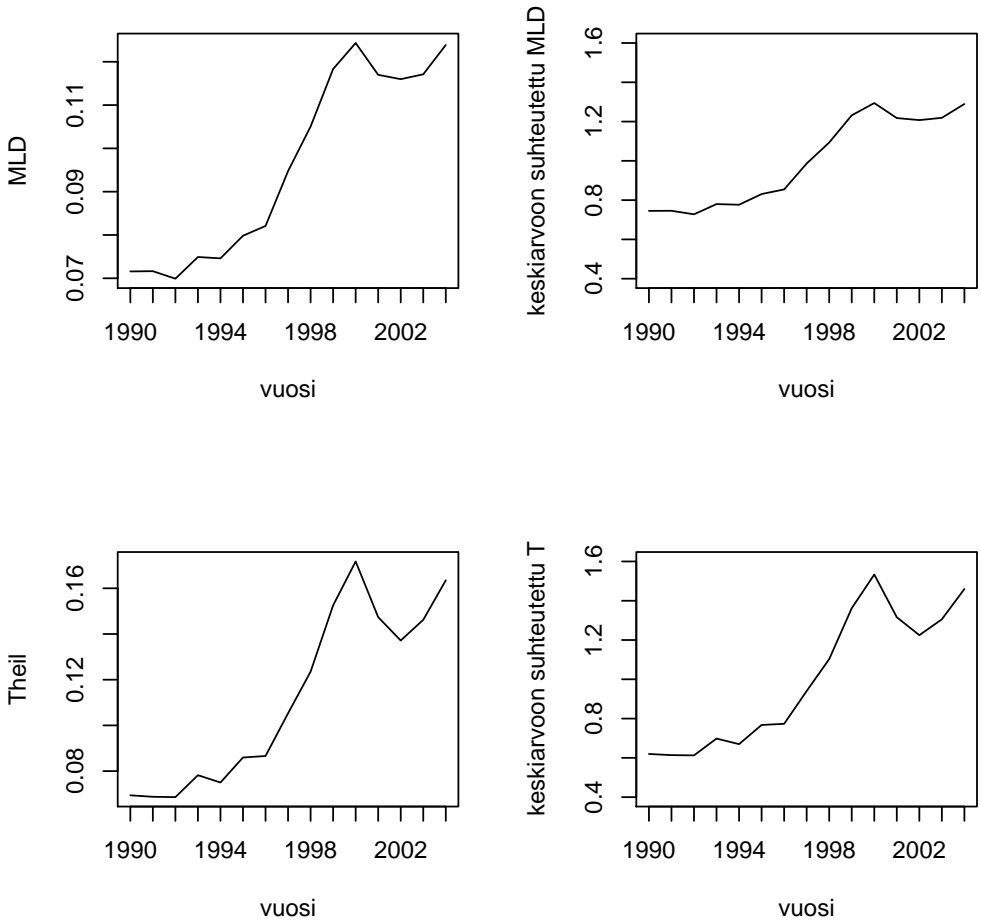 MLD
0.07 0.09 0.11
1990 1994 1998 2002
vuosi
keskiarvoon suhteutettu MLD
0.4 0.8 1.2 1.6
1990 1994 1998 2002
vuosi
Theil
0.08 0.12 0.16
1990 1994 1998 2002
vuosi
keskiarvoon suhteutettu T
0.4 0.8 1.2 1.6
1990 1994 1998 2002
vuosi